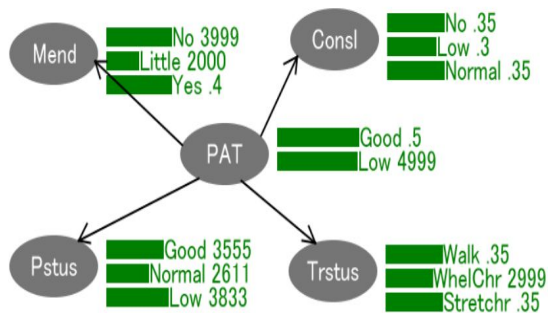 Mend
No 3999
Little 2000
Yes .4
Consl
No .35
Low .3
Normal .35
PAT
Good .5
Low 4999
Pstus
Good 3555
Normal 2611
Low 3833
Trstus
Walk .35
WhelChr 2999
Stretchr .35